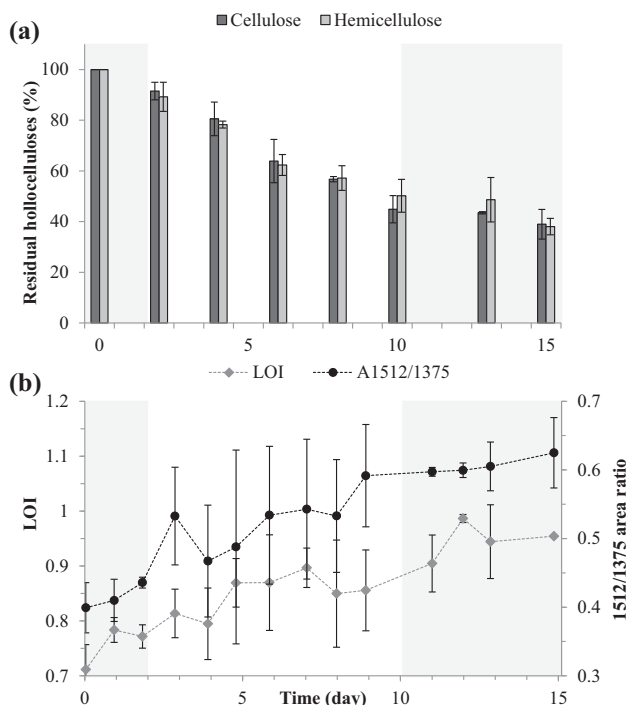 (a)
Cellulose Hemicellulose
Residual hollocelluloses (%)
100
80
60
40
20
0
0 5 10 15
(b)
LOI A1512/1375
LOI
1.2
1.1
1
0.9
0.8
0.7
0.7
0.6
0.5
0.4
0.3
1512/1375 area ratio
0 5 10 15
Time (day)